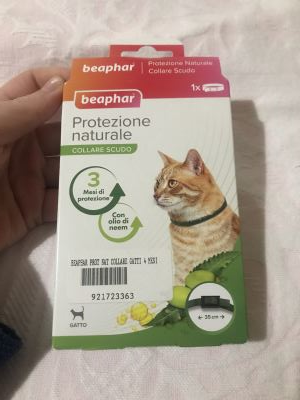 beaphar
Protezione Naturale
Collare Scudo
1x
beaphar
Protezione
naturale
COLLARE SCUDO
3
Mesi di
protezione
Con
olio di
neem
BEAPHAR PROT NAT COLLARE GATTI 4 MESI
921723363
GATTO
35 cm